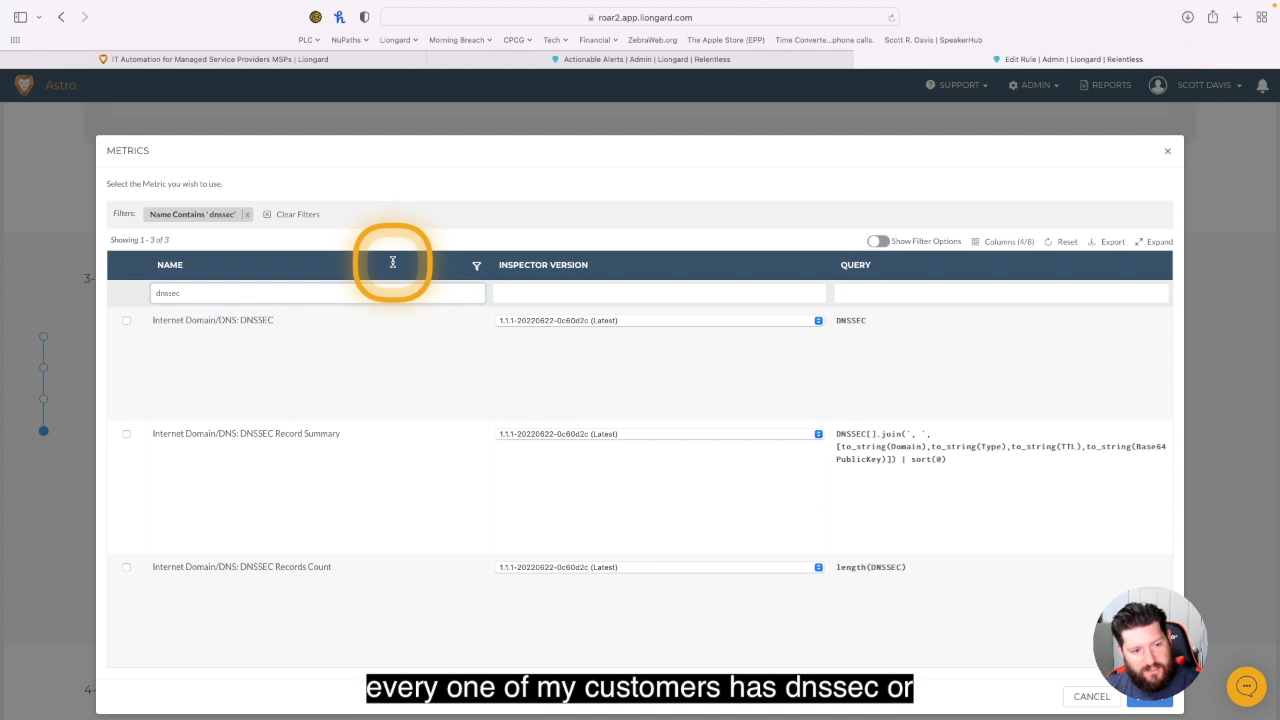 roar2.app.liongard.com
PLC NuPaths Liongard Morning Breach CPCG Tech Financial ZebraWeb.org The Apple Store (EPP) Time Converte...phone calls. Scott R. Davis | SpeakerHub
IT Automation for Managed Service Providers MSPs | Liongard Actionable Alerts | Admin | Liongard | Relentless Edit Rule | Admin | Liongard | Relentless
Astro SUPPORT ADMIN REPORTS SCOTT DAVIS
METRICS ×
Select the Metric you wish to use.
Filters: Name Contains ' dnssec' x Clear Filters
Showing 1 - 3 of 3 Show Filter Options Columns (4/8) Reset Export Expand
NAME INSPECTOR VERSION QUERY
dnssec
Internet Domain/DNS: DNSSEC 1.1.1-20220622-0c60d2c (Latest) DNSSEC
Internet Domain/DNS: DNSSEC Record Summary 1.1.1-20220622-0c60d2c (Latest) DNSSEC[].join(`, `,
[to_string(Domain),to_string(Type),to_string(TTL),to_string(Base64
PublicKey)]) | sort(@)
Internet Domain/DNS: DNSSEC Records Count 1.1.1-20220622-0c60d2c (Latest) length(DNSSEC)
3-
4-
every one of my customers has dnssec or
CANCEL